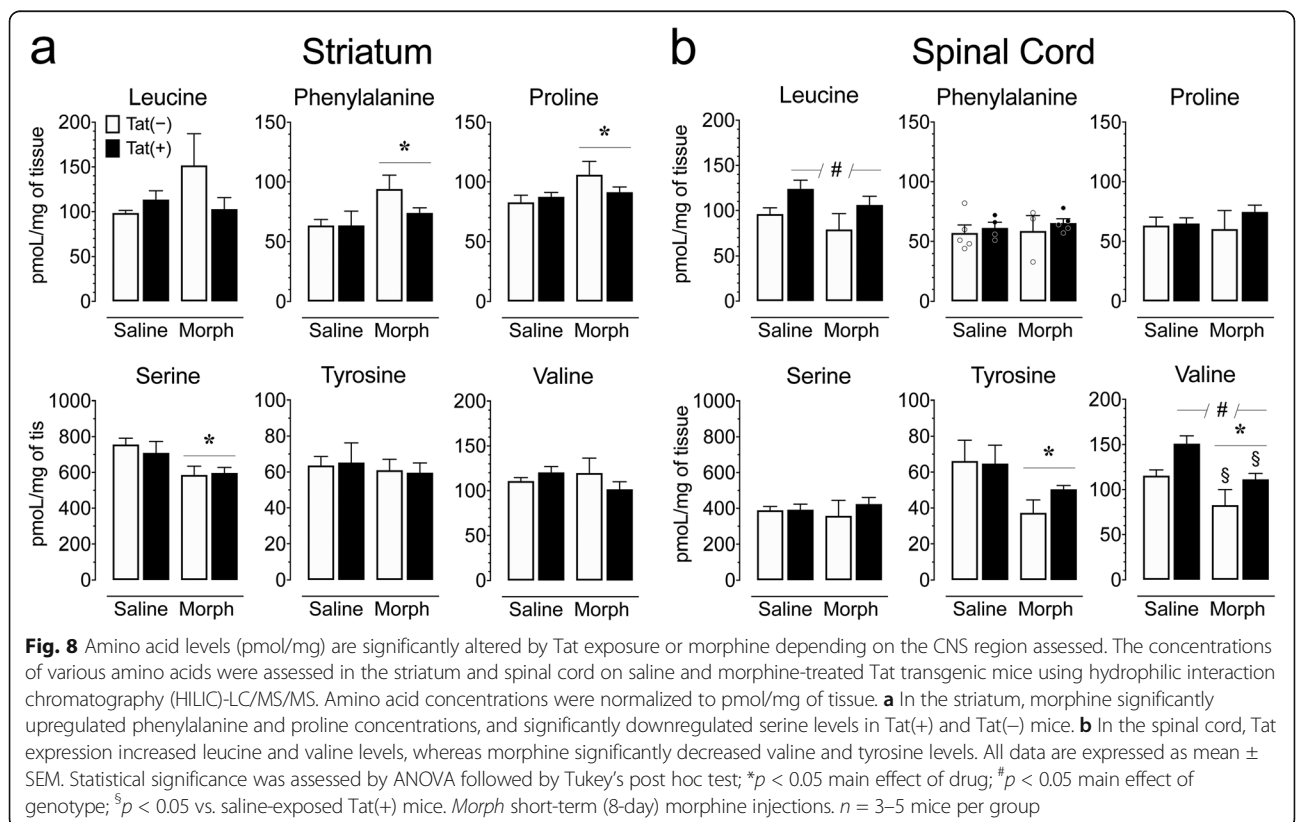 a
Striatum
Leucine
Phenylalanine
Proline
pmoL/mg of tissue
200
150
100
50
0
Tat(−)
Tat(+)
Saline Morph
150
100
50
0
*
Saline Morph
150
100
50
0
*
Saline Morph
Serine
Tyrosine
Valine
pmoL/mg of tis
1000
800
600
400
200
0
*
Saline Morph
100
80
60
40
20
0
Saline Morph
200
150
100
50
0
Saline Morph
b
Spinal Cord
Leucine
Phenylalanine
Proline
pmoL/mg of tissue
200
150
100
50
0
#
Saline Morph
150
100
50
0
Saline Morph
150
100
50
0
Saline Morph
Serine
Tyrosine
Valine
pmoL/mg of tissue
1000
800
600
400
200
0
Saline Morph
100
80
60
40
20
0
*
Saline Morph
200
150
100
50
0
#
*
§
§
Saline Morph
Fig. 8 Amino acid levels (pmol/mg) are significantly altered by Tat exposure or morphine depending on the CNS region assessed. The concentrations
of various amino acids were assessed in the striatum and spinal cord on saline and morphine-treated Tat transgenic mice using hydrophilic interaction
chromatography (HILIC)-LC/MS/MS. Amino acid concentrations were normalized to pmol/mg of tissue. a In the striatum, morphine significantly
upregulated phenylalanine and proline concentrations, and significantly downregulated serine levels in Tat(+) and Tat(−) mice. b In the spinal cord, Tat
expression increased leucine and valine levels, whereas morphine significantly decreased valine and tyrosine levels. All data are expressed as mean ±
SEM. Statistical significance was assessed by ANOVA followed by Tukey's post hoc test; *p < 0.05 main effect of drug; #p < 0.05 main effect of
genotype; §p < 0.05 vs. saline-exposed Tat(+) mice. Morph short-term (8-day) morphine injections. n = 3–5 mice per group